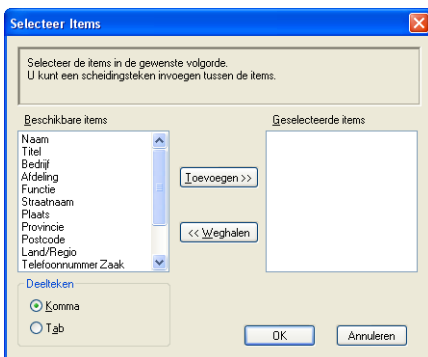 Selecteer Items
Selecteer de items in de gewenste volgorde.
U kunt een scheidingsteken invoegen tussen de items.
Beschikbare items
Geselecteerde items
Naam
Titel
Bedrijf
Afdeling
Functie
Straatnaam
Plaats
Provincie
Postcode
Land/Regio
Telefoonnummer Zaak
Toevoegen >>
<< Weghalen
Deelteken
Komma
Tab
OK
Annuleren